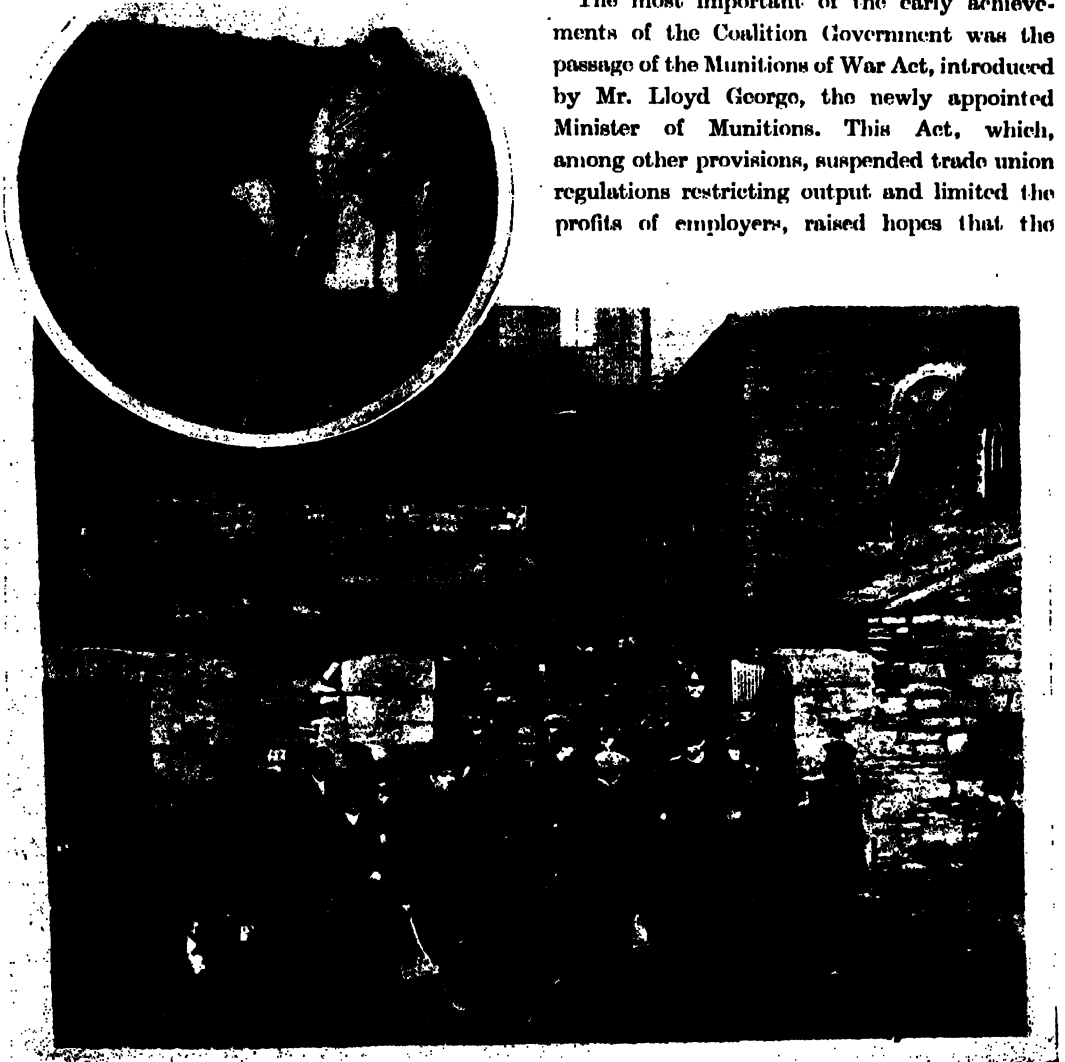 The most important of the early achieve-
ments of the Coalition Government was the
passage of the Munitions of War Act, introduced
by Mr. Lloyd George, the newly appointed
Minister of Munitions. This Act, which,
among other provisions, suspended trade union
regulations restricting output and limited the
profits of employers, raised hopes that the